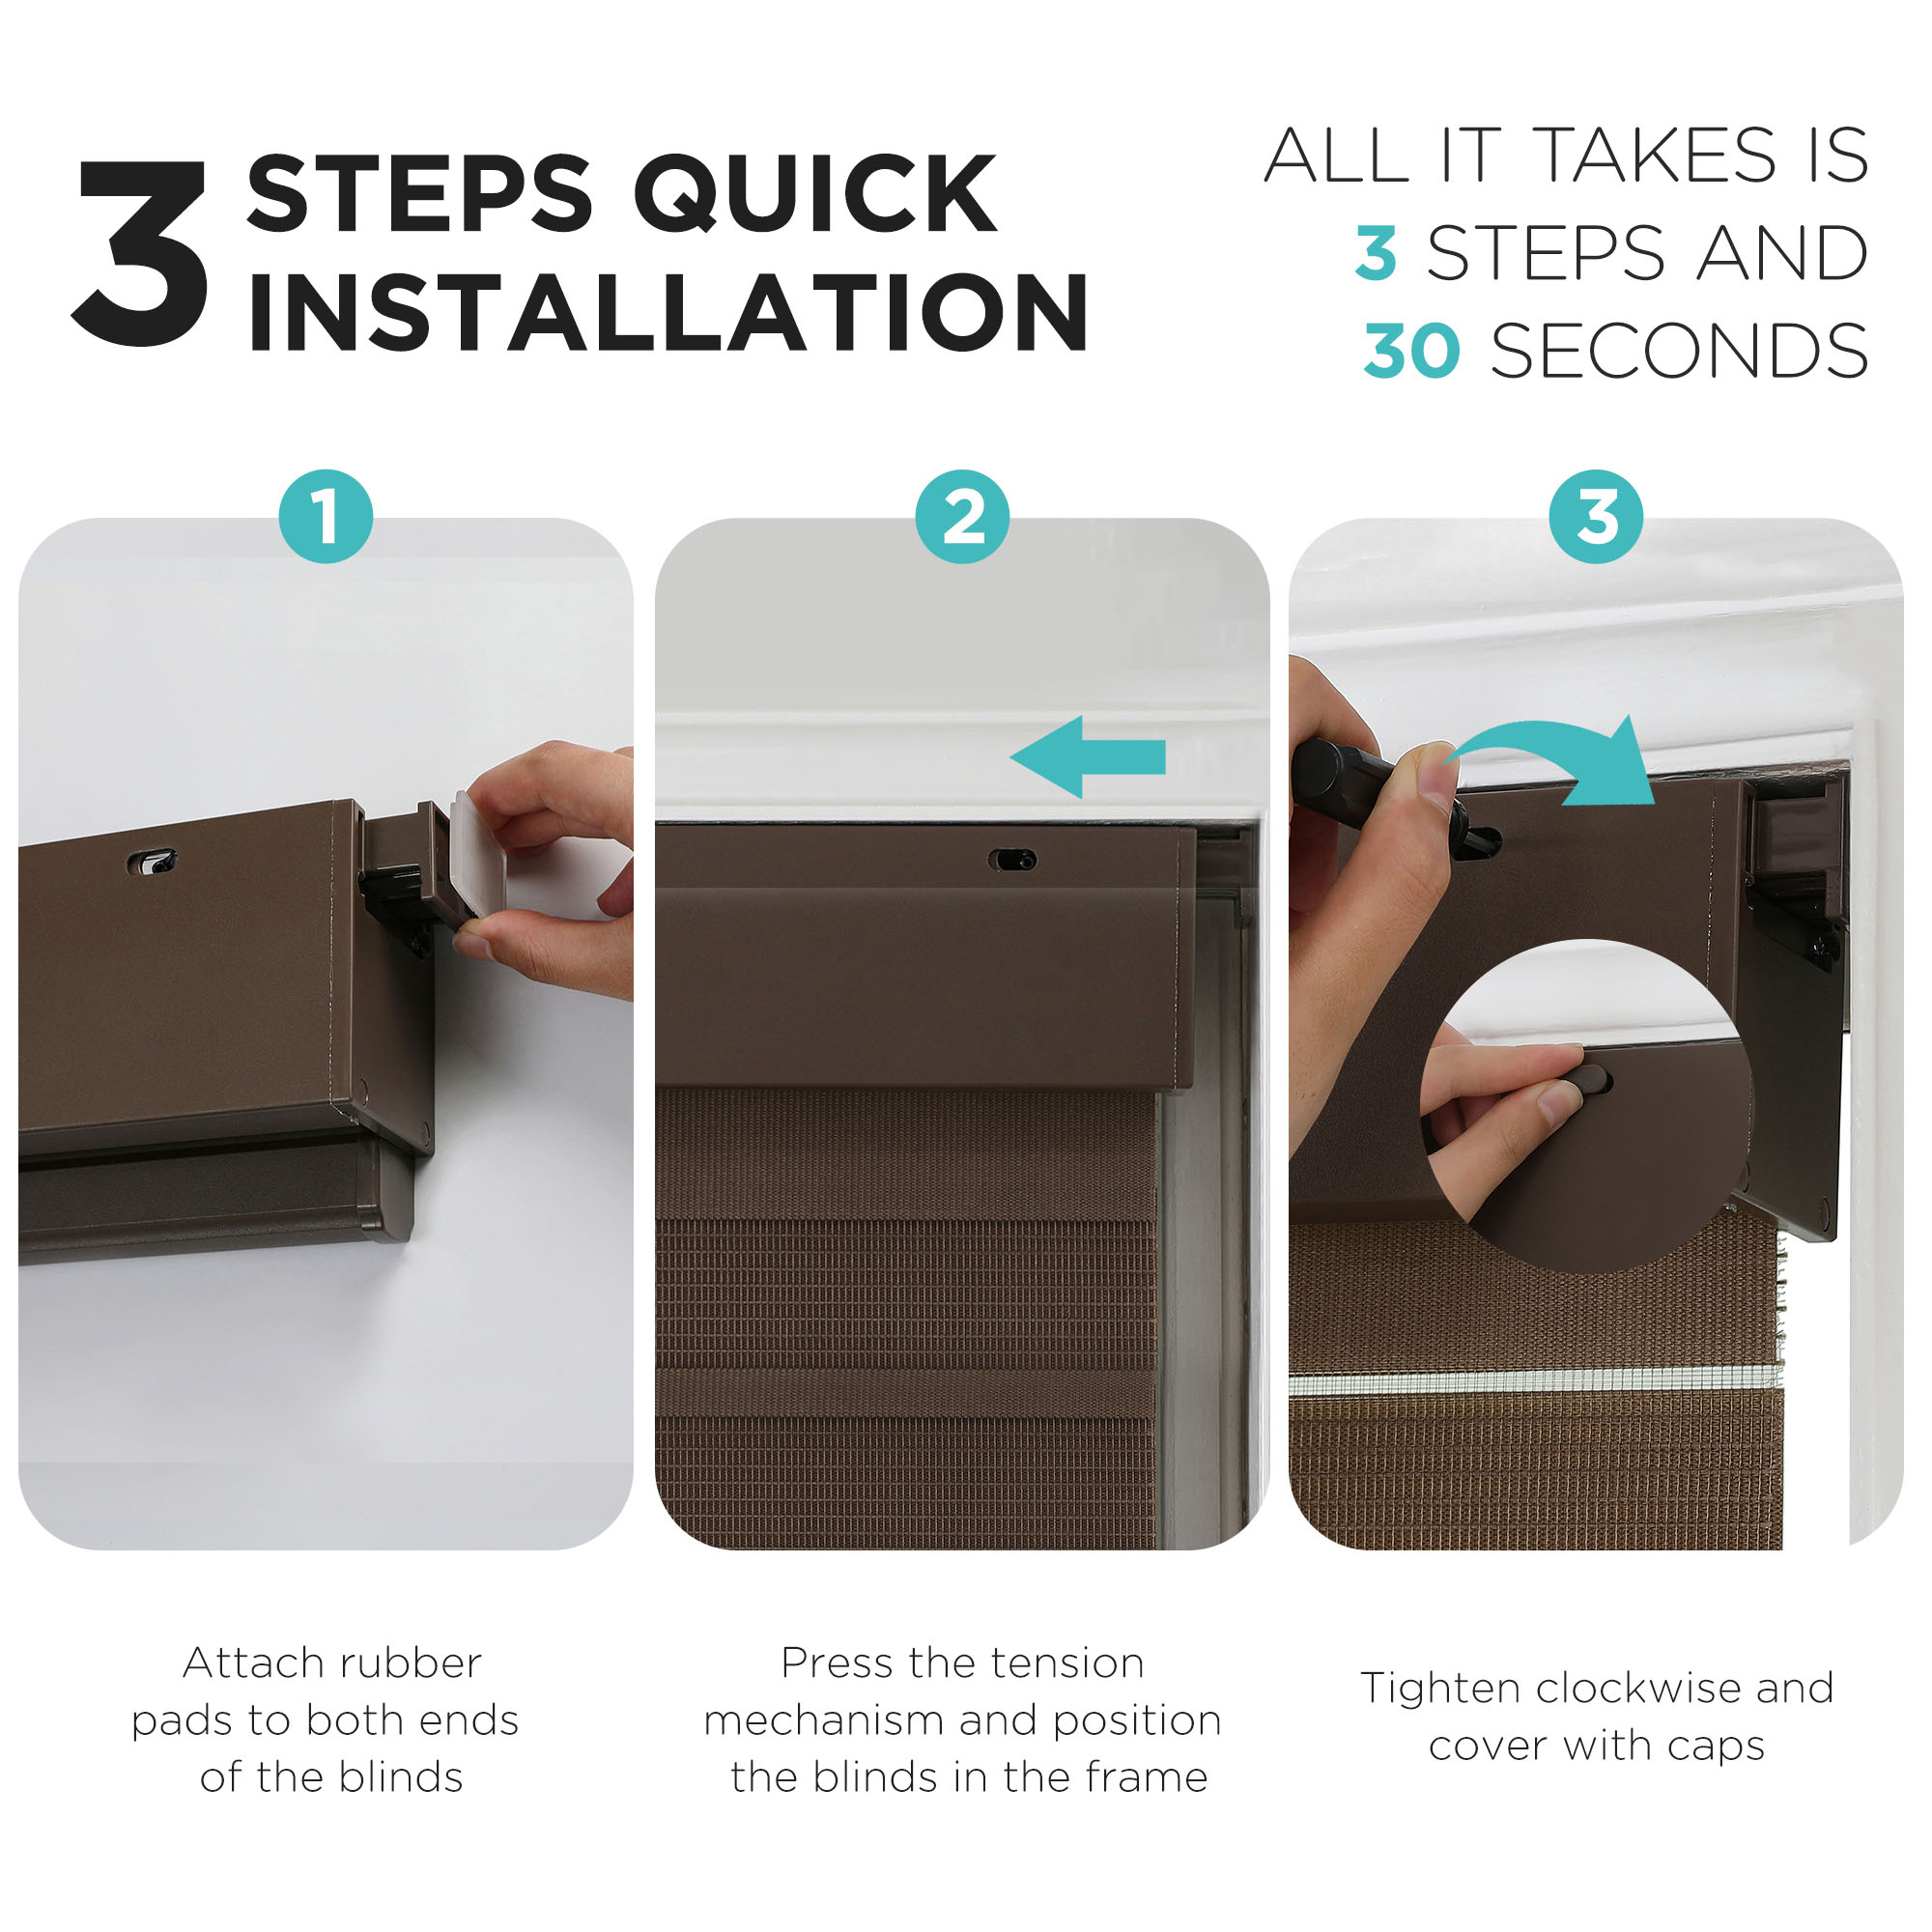 3 STEPS QUICK
INSTALLATION
ALL IT TAKES IS
3 STEPS AND
30 SECONDS
1
2
3
Attach rubber
pads to both ends
of the blinds
Press the tension
mechanism and position
the blinds in the frame
Tighten clockwise and
cover with caps